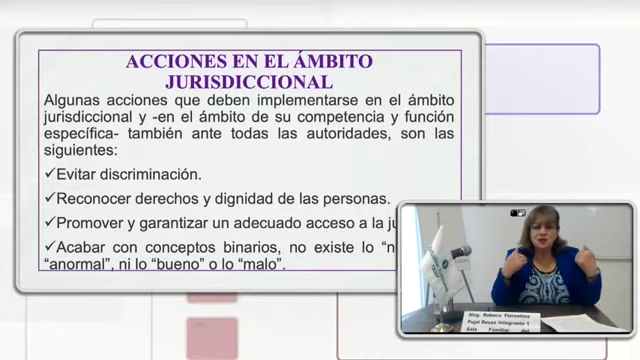 ACCIONES EN EL ÁMBITO
JURISDICCIONAL
Algunas acciones que deben implementarse en el ámbito
jurisdiccional y -en el ámbito de su competencia y función
específica- también ante todas las autoridades, son las
siguientes:
✓Evitar discriminación.
✓Reconocer derechos y dignidad de las personas.
✓Promover y garantizar un adecuado acceso a la
✓Acabar con conceptos binarios, no existe lo
"anormal", ni lo "bueno" o lo "malo".
Mag. Rebeca Florentina
Pujol Rosas Integrante 1
Sala Familiar del